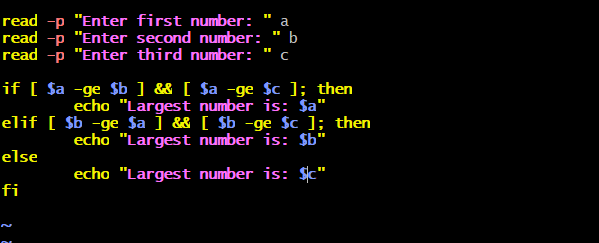 read -p "Enter first number: " a
read -p "Enter second number: " b
read -p "Enter third number: " c
if [ $a -ge $b ] && [ $a -ge $c ]; then
echo "Largest number is: $a"
elif [ $b -ge $a ] && [ $b -ge $c ]; then
echo "Largest number is: $b"
else
echo "Largest number is: $c"
fi
~
~